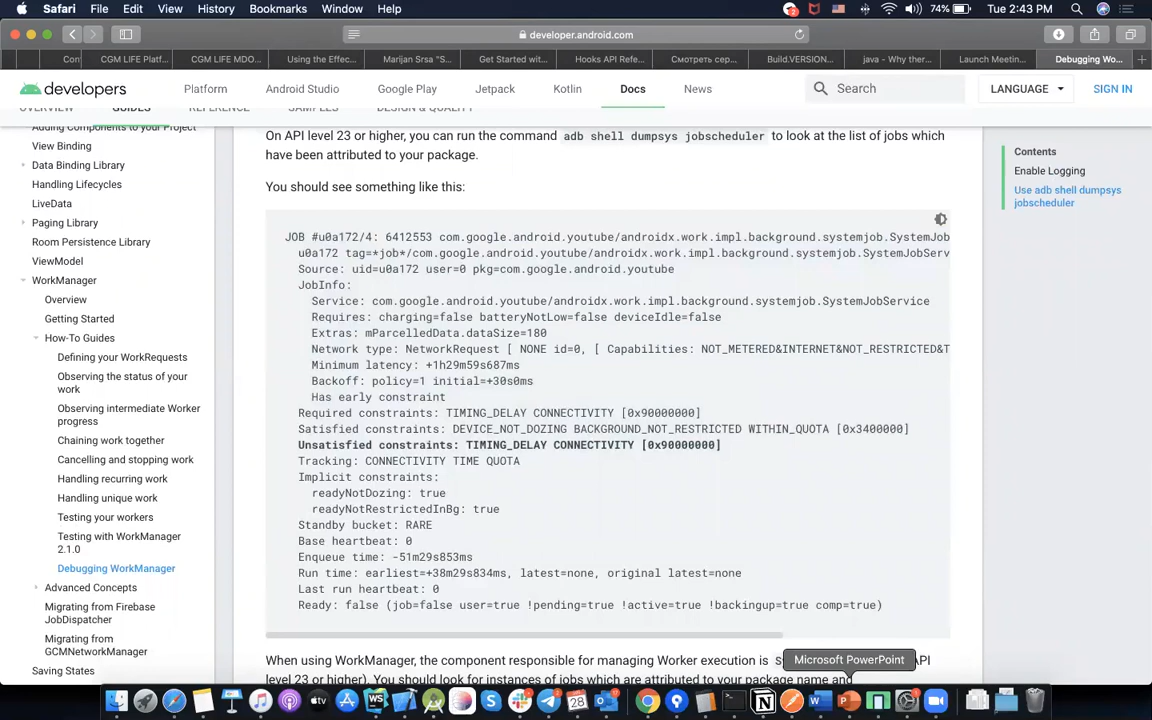 Safari File Edit View History Bookmarks Window Help 74% Tue 2:43 PM
developer.android.com
Con CGM LIFE Platf... CGM LIFE MDO... Using the Effec... Marijan Srsa "S... Get Started wit... Hooks API Refe... Смотреть сер... Build.VERSION... java - Why ther... Launch Meetin... Debugging Wo...
developers Platform Android Studio Google Play Jetpack Kotlin Docs News Search LANGUAGE SIGN IN
OVERVIEW GUIDES REFERENCE SAMPLES DESIGN & QUALITY
Adding Components to your Project
View Binding
Data Binding Library
Handling Lifecycles
LiveData
Paging Library
Room Persistence Library
ViewModel
WorkManager
Overview
Getting Started
How-To Guides
Defining your WorkRequests
Observing the status of your
work
Observing intermediate Worker
progress
Chaining work together
Cancelling and stopping work
Handling recurring work
Handling unique work
Testing your workers
Testing with WorkManager
2.1.0
Debugging WorkManager
Advanced Concepts
Migrating from Firebase
JobDispatcher
Migrating from
GCMNetworkManager
Saving States
On API level 23 or higher, you can run the command adb shell dumpsys jobscheduler to look at the list of jobs which
have been attributed to your package.
You should see something like this:
JOB #u0a172/4: 6412553 com.google.android.youtube/androidx.work.impl.background.systemjob.SystemJob
u0a172 tag=*job*/com.google.android.youtube/androidx.work.impl.background.systemjob.SystemJobServ
Source: uid=u0a172 user=0 pkg=com.google.android.youtube
JobInfo:
Service: com.google.android.youtube/androidx.work.impl.background.systemjob.SystemJobService
Requires: charging=false batteryNotLow=false deviceIdle=false
Extras: mParcelledData.dataSize=180
Network type: NetworkRequest [ NONE id=0, [ Capabilities: NOT_METERED&INTERNET&NOT_RESTRICTED&T
Minimum latency: +1h29m59s687ms
Backoff: policy=1 initial=+30s0ms
Has early constraint
Required constraints: TIMING_DELAY CONNECTIVITY [0x90000000]
Satisfied constraints: DEVICE_NOT_DOZING BACKGROUND_NOT_RESTRICTED WITHIN_QUOTA [0x3400000]
Unsatisfied constraints: TIMING_DELAY CONNECTIVITY [0x90000000]
Tracking: CONNECTIVITY TIME QUOTA
Implicit constraints:
readyNotDozing: true
readyNotRestrictedInBg: true
Standby bucket: RARE
Base heartbeat: 0
Enqueue time: -51m29s853ms
Run time: earliest=+38m29s834ms, latest=none, original latest=none
Last run heartbeat: 0
Ready: false (job=false user=true !pending=true !active=true !backingup=true comp=true)
When using WorkManager, the component responsible for managing Worker execution is
level 23 or higher). You should look for instances of jobs which are attributed to your package name and
Microsoft PowerPoint
Contents
Enable Logging
Use adb shell dumpsys
jobscheduler